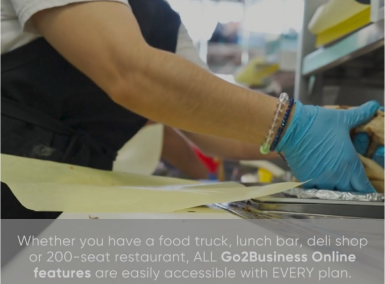 Whether you have a food truck, lunch bar, deli shop
or 200-seat restaurant, ALL Go2Business Online
features are easily accessible with EVERY plan.